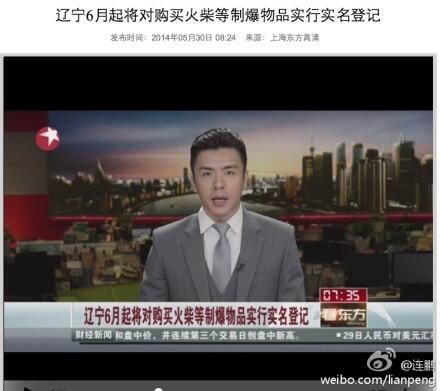 辽宁6月起将对购买火柴等制爆物品实行实名登记
发布时间：2014年05月30日 08:24 来源：上海东方高清
07:35
辽宁6月起将对购买火柴等制爆物品实行实名登记 看东方
财经新闻 和盘中价，并连续第三个交易日创盘中新高。 ■29日人民币对美元汇
@连鹏
weibo.com/lianpeng